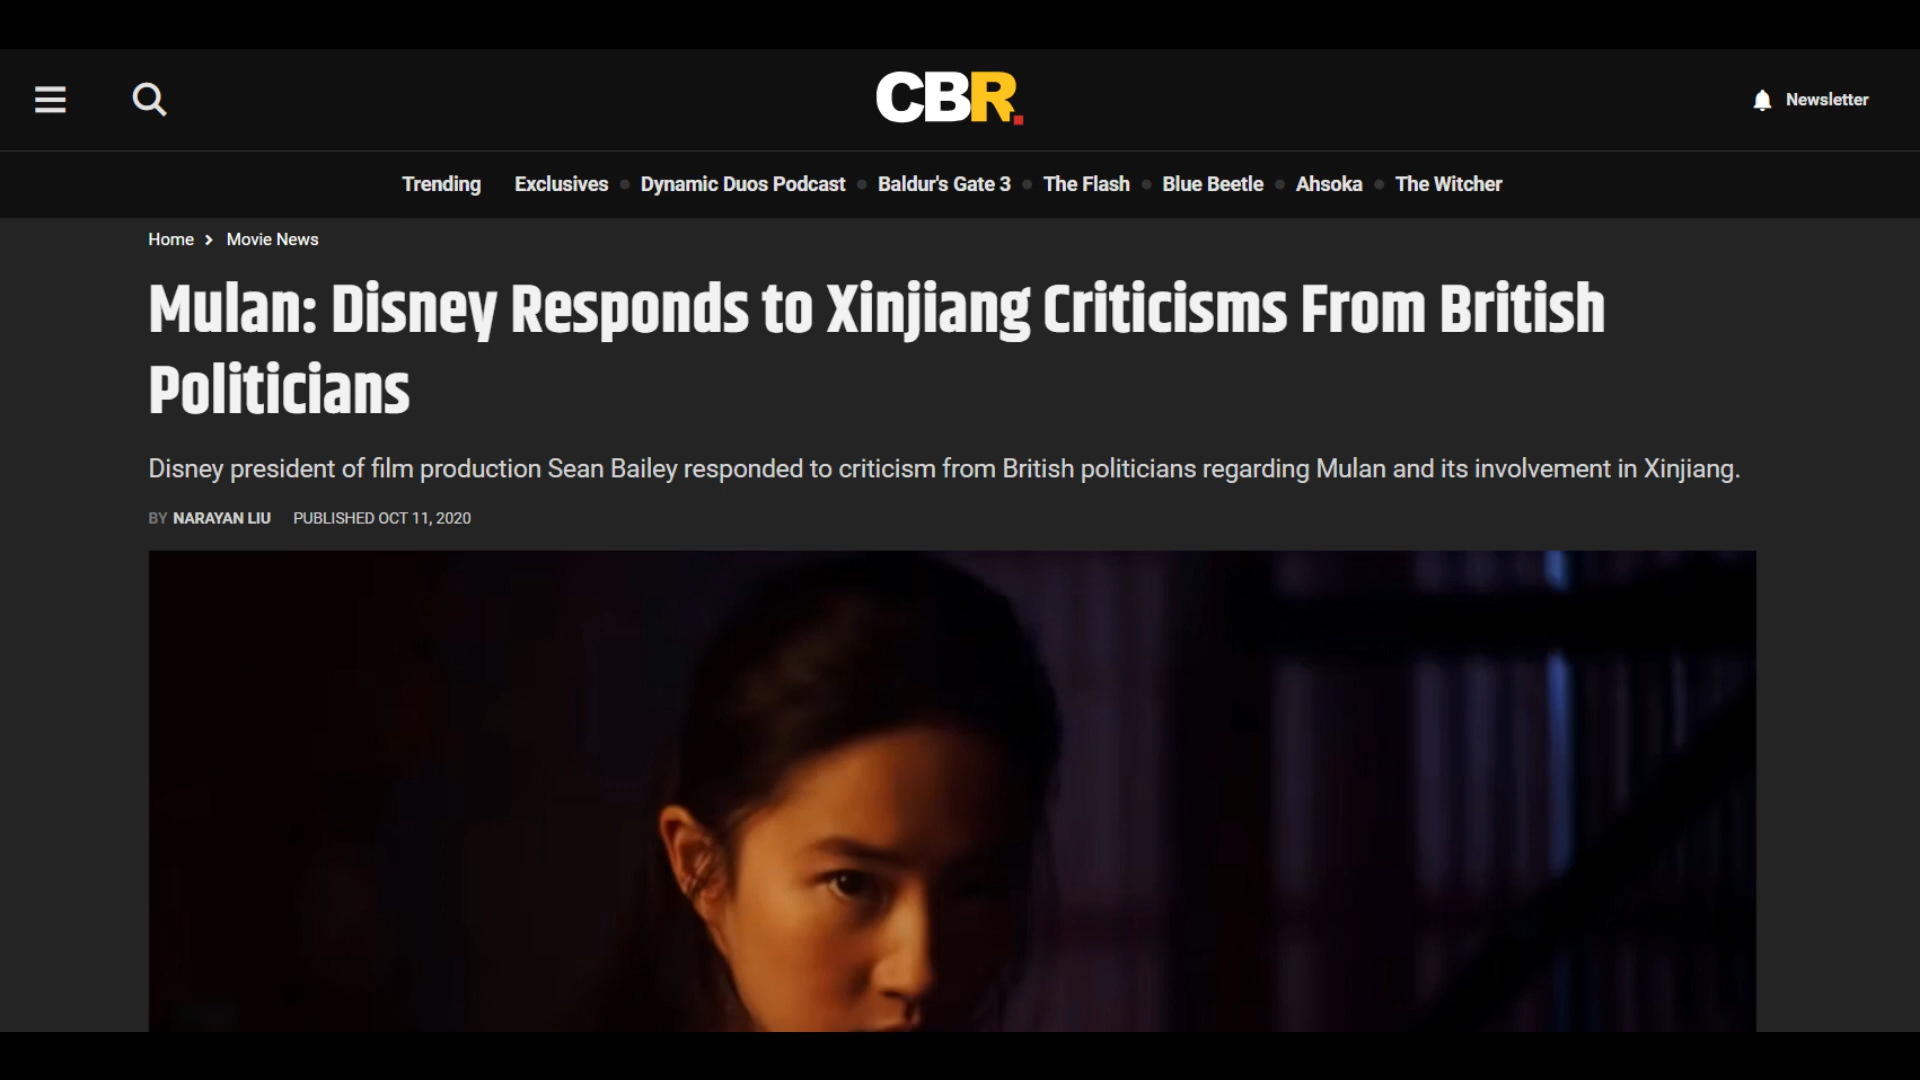 CBR.
Newsletter
Trending Exclusives Dynamic Duos Podcast Baldur's Gate 3 The Flash Blue Beetle Ahsoka The Witcher
Home > Movie News
Mulan: Disney Responds to Xinjiang Criticisms From British
Politicians
Disney president of film production Sean Bailey responded to criticism from British politicians regarding Mulan and its involvement in Xinjiang.
BY NARAYAN LIU PUBLISHED OCT 11, 2020